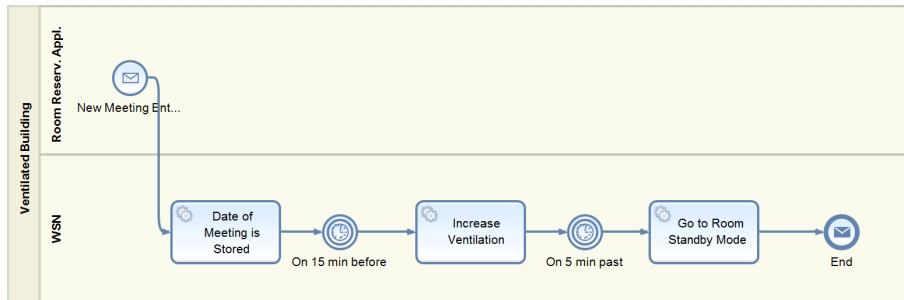 Ventilated Building
Room Reserv. Appl.
New Meeting Ent...
WSN
Date of
Meeting is
Stored
On 15 min before
Increase
Ventilation
On 5 min past
Go to Room
Standby Mode
End